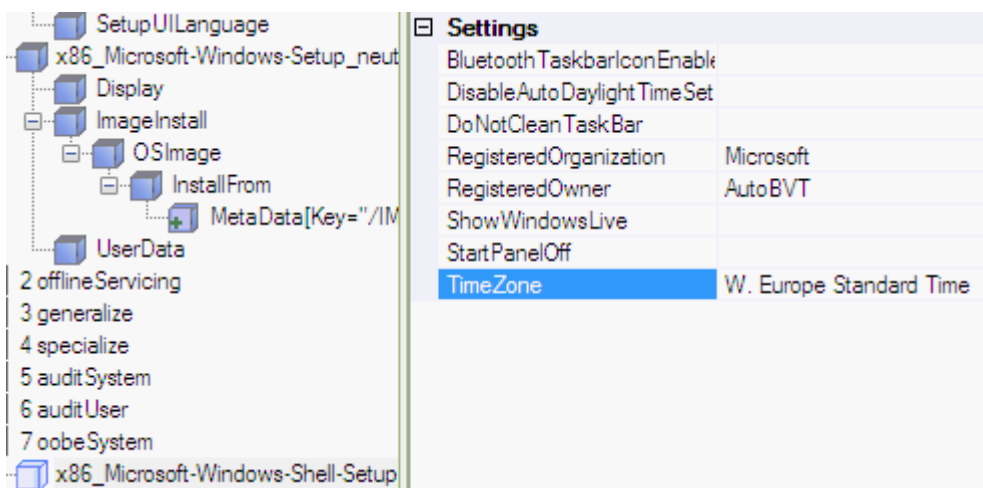 SetupUILanguage
x86_Microsoft-Windows-Setup_neut
Display
ImageInstall
OSImage
InstallFrom
MetaData[Key="/IM
UserData
2 offlineServicing
3 generalize
4 specialize
5 auditSystem
6 auditUser
7 oobeSystem
x86_Microsoft-Windows-Shell-Setup
Settings
BluetoothTaskbarIconEnable
DisableAutoDaylightTimeSet
DoNotCleanTaskBar
RegisteredOrganization Microsoft
RegisteredOwner AutoBVT
ShowWindowsLive
StartPanelOff
TimeZone W. Europe Standard Time